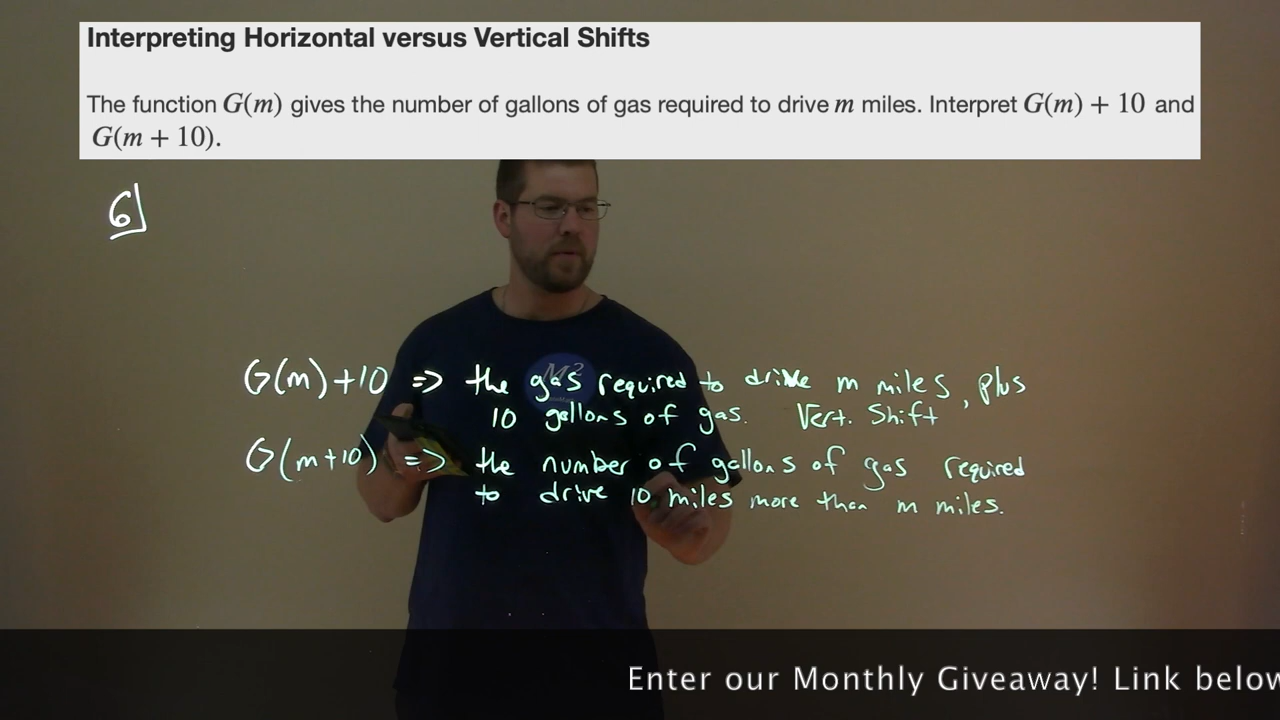 Interpreting Horizontal versus Vertical Shifts
The function G(m) gives the number of gallons of gas required to drive m miles. Interpret G(m) + 10 and
G(m + 10).
6
M²
G(m)+10 => the gas required to drive m miles, plus
10 gallons of gas. Vert. Shift
G(m+10) => the number of gallons of gas required
to drive 10 miles more than m miles.
Enter our Monthly Giveaway! Link below